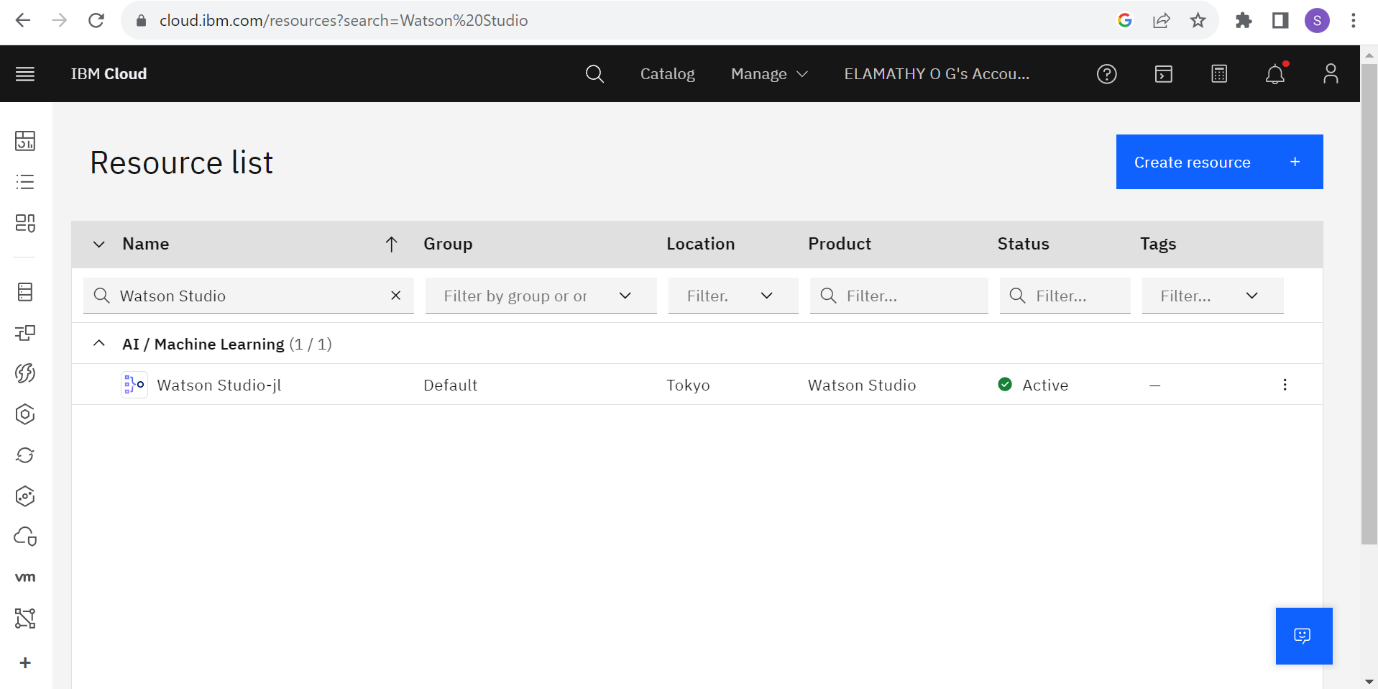 cloud.ibm.com/resources?search=Watson%20Studio
S
IBM Cloud
Catalog
Manage
ELAMATHY O G's Accou...
Resource list
Create resource +
Name
Group
Location
Product
Status
Tags
Watson Studio
Filter by group or or
Filter.
Filter...
Filter...
Filter...
AI / Machine Learning (1 / 1)
Watson Studio-jl
Default
Tokyo
Watson Studio
Active
—
vm